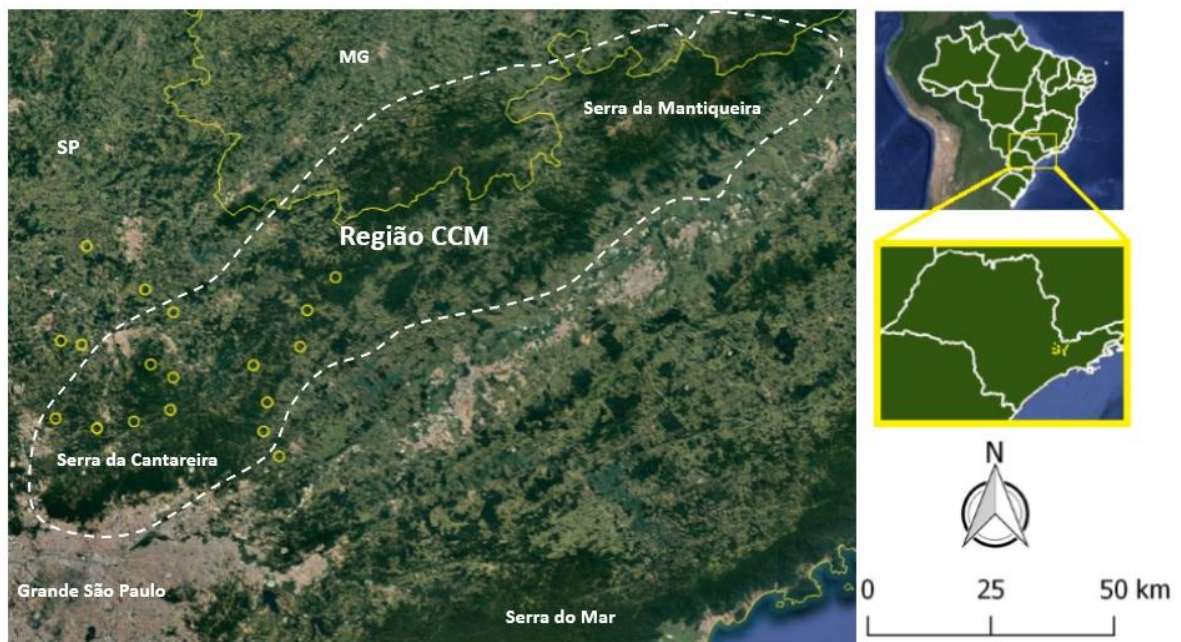 MG
Serra da Mantiqueira
SP
Região CCM
Serra da Cantareira
Grande São Paulo
Serra do Mar
N
0 25 50 km